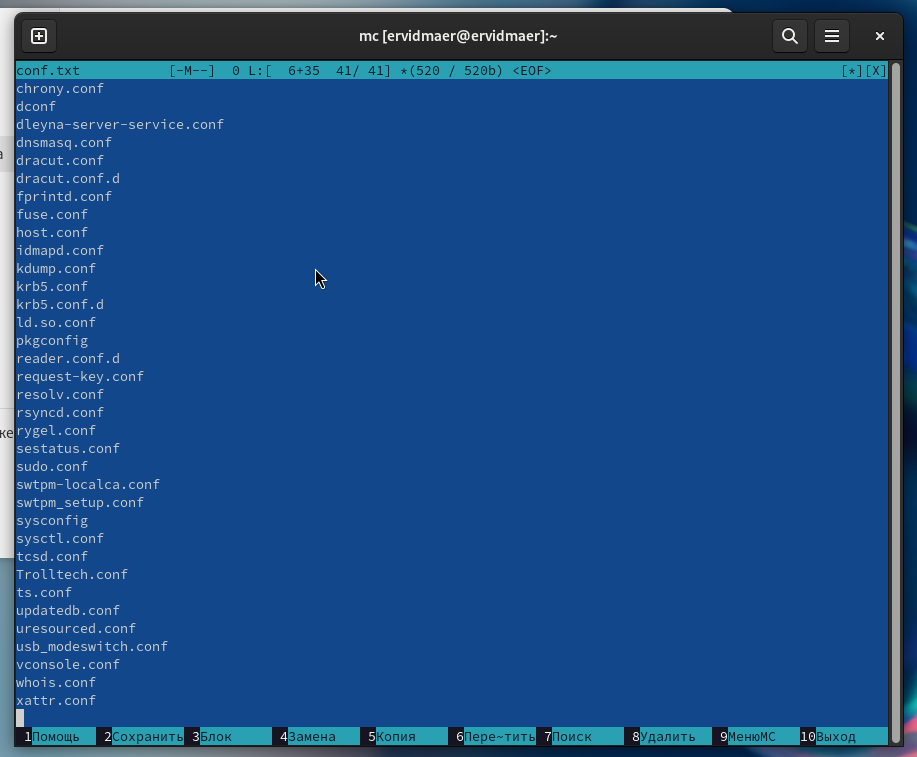 mc [ervidmaer@ervidmaer]:~
conf.txt [-M--] 0 L:[ 6+35 41/ 41] *(520 / 520b) <EOF> [*][X]
chrony.conf
dconf
dleyna-server-service.conf
dnsmasq.conf
dracut.conf
dracut.conf.d
fprintd.conf
fuse.conf
host.conf
idmapd.conf
kdump.conf
krb5.conf
krb5.conf.d
ld.so.conf
pkgconfig
reader.conf.d
request-key.conf
resolv.conf
rsyncd.conf
rygel.conf
sestatus.conf
sudo.conf
swtpm-localca.conf
swtpm_setup.conf
sysconfig
sysctl.conf
tcsd.conf
Trolltech.conf
ts.conf
updatedb.conf
uresourced.conf
usb_modeswitch.conf
vconsole.conf
whois.conf
xattr.conf
1Помощь 2Сохранить 3Блок 4Замена 5Копия 6Пере~тить 7Поиск 8Удалить 9МенюMC 10Выход